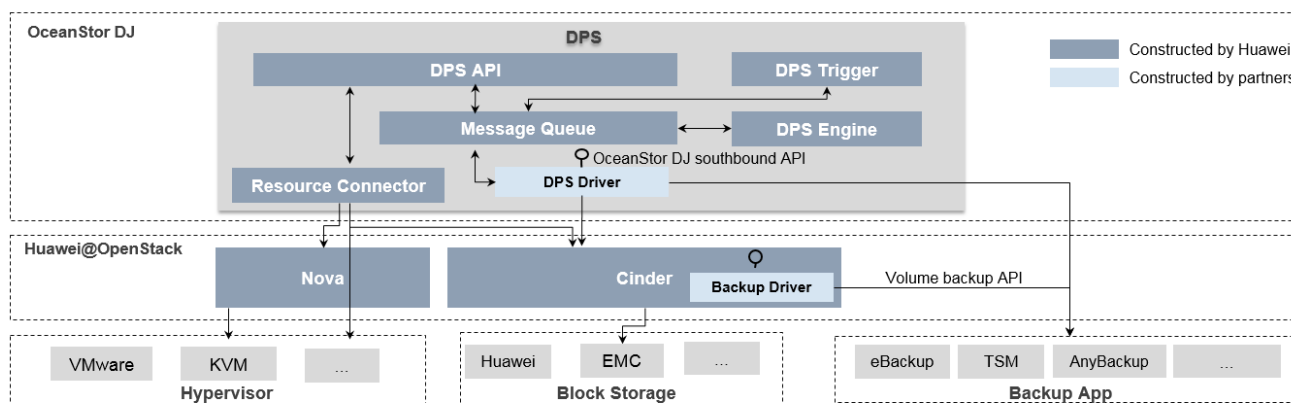 OceanStor DJ
DPS
DPS API
DPS Trigger
Constructed by Huawei
Constructed by partners
Message Queue
DPS Engine
OceanStor DJ southbound API
Resource Connector
DPS Driver
Huawei@OpenStack
Nova
Cinder
Backup Driver
Volume backup API
VMware
KVM
...
Hypervisor
Huawei
EMC
...
Block Storage
eBackup
TSM
AnyBackup
...
Backup App